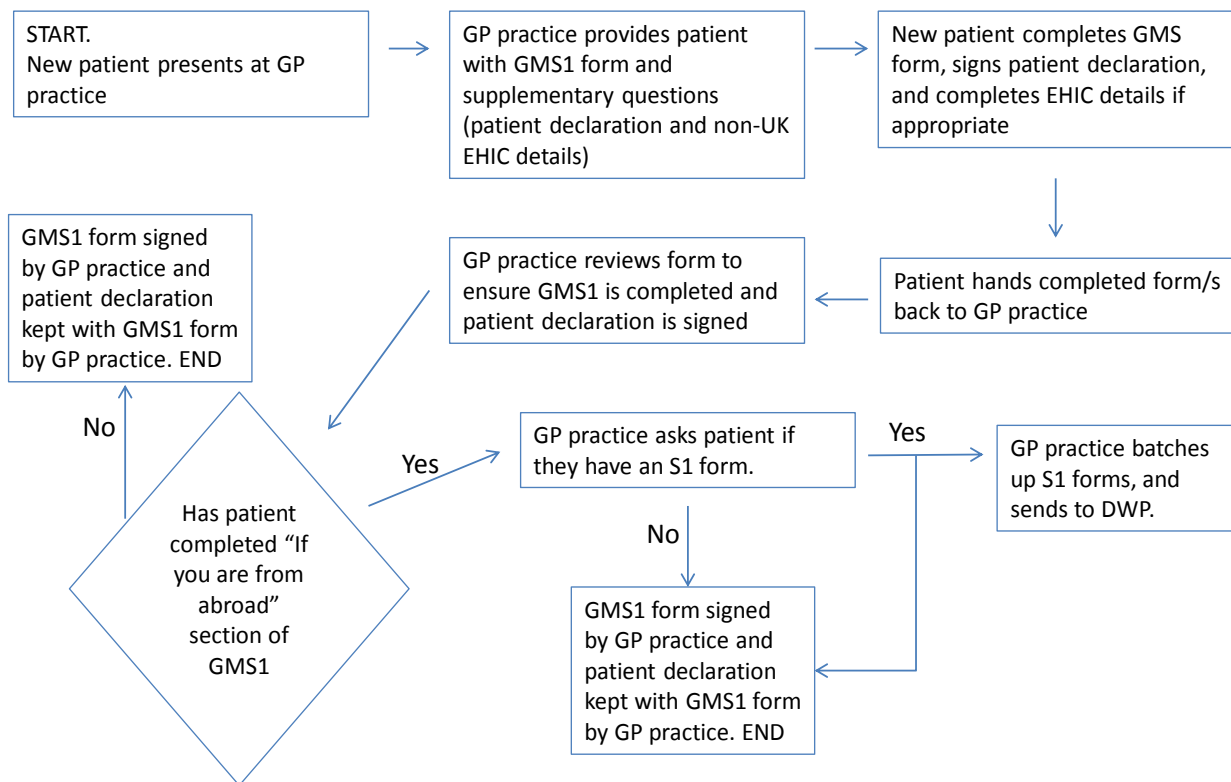 START.
New patient presents at GP
practice
GP practice provides patient
with GMS1 form and
supplementary questions
(patient declaration and non-UK
EHIC details)
New patient completes GMS
form, signs patient declaration,
and completes EHIC details if
appropriate
Patient hands completed form/s
back to GP practice
GP practice reviews form to
ensure GMS1 is completed and
patient declaration is signed
GMS1 form signed
by GP practice and
patient declaration
kept with GMS1 form
by GP practice. END
No
Has patient
completed “If
you are from
abroad”
section of
GMS1
Yes
GP practice asks patient if
they have an S1 form.
Yes
GP practice batches
up S1 forms, and
sends to DWP.
No
GMS1 form signed
by GP practice and
patient declaration
kept with GMS1 form
by GP practice. END